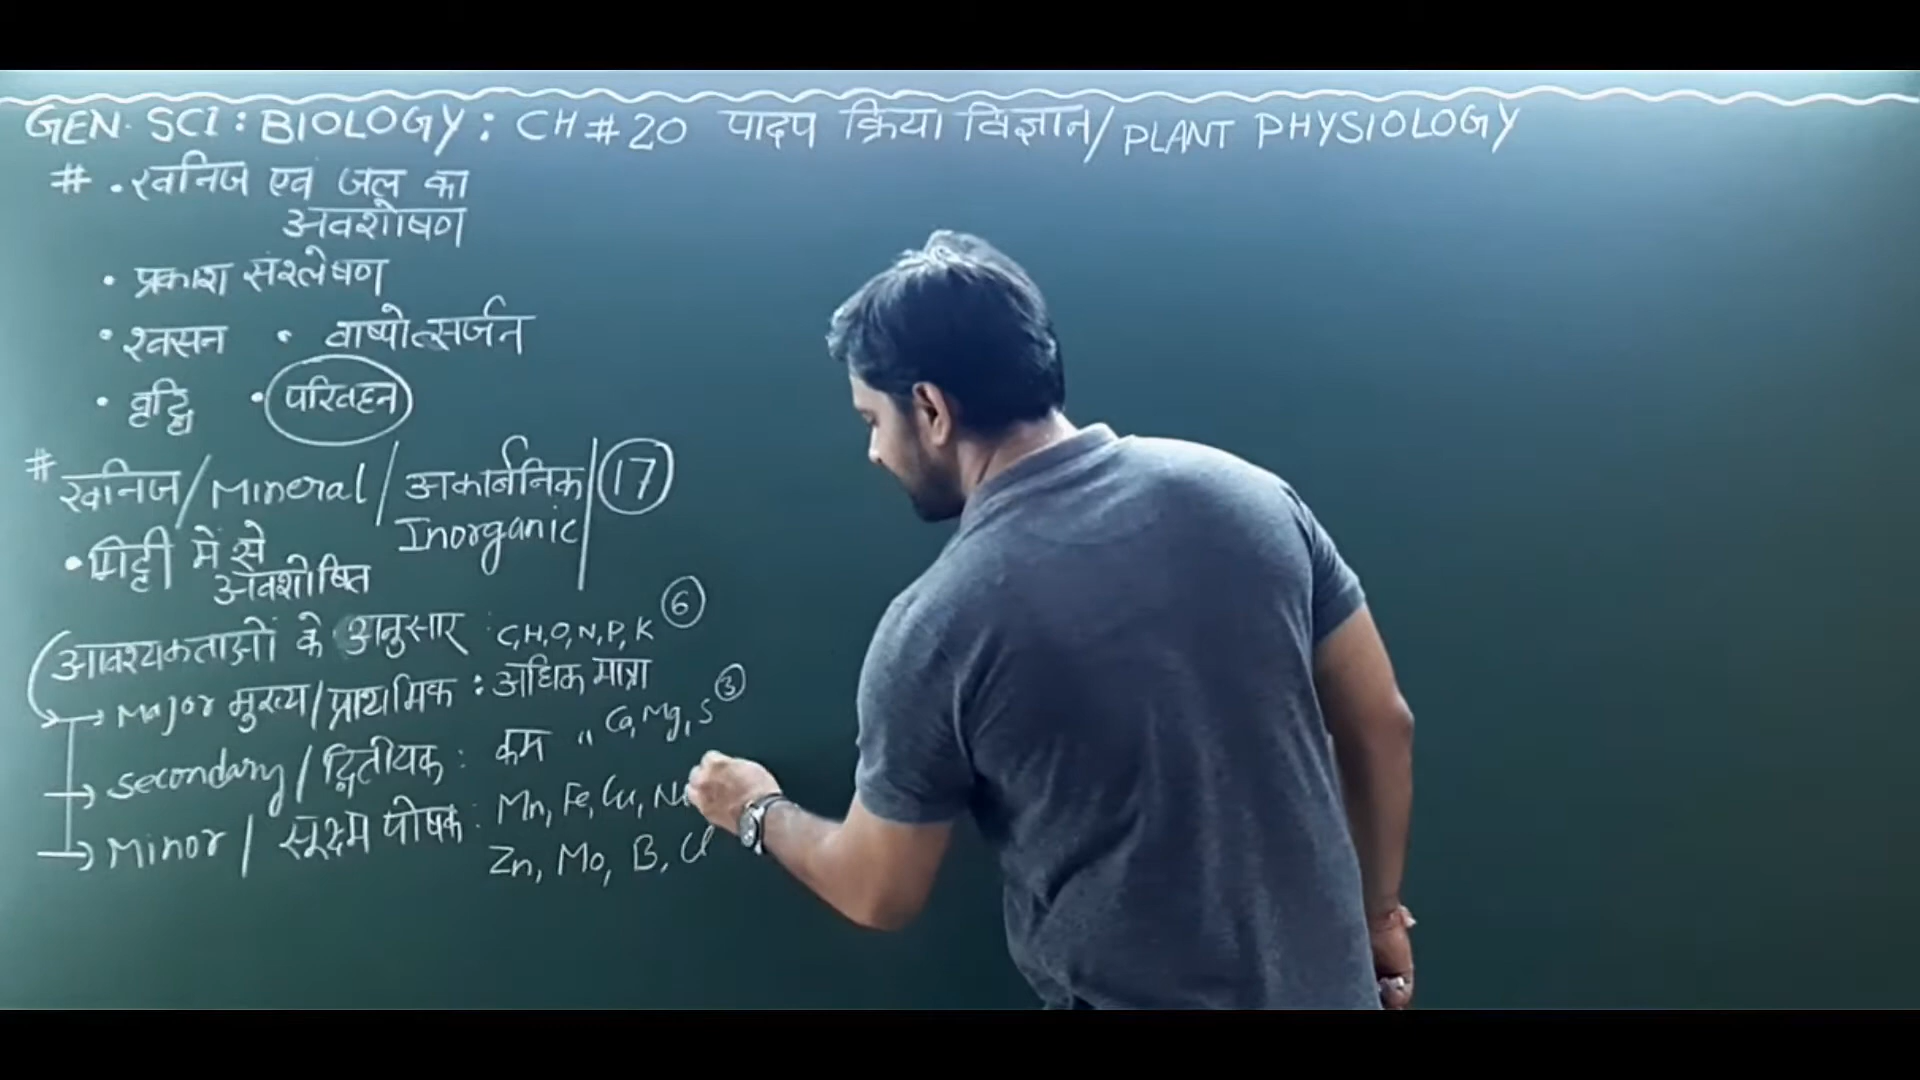 GEN. SCI : BIOLOGY : CH # 20 पादप क्रिया विज्ञान / PLANT PHYSIOLOGY
# • खनिज एवं जल का
अवशोषण
• प्रकाश संश्लेषण
• श्वसन • वाष्पोत्सर्जन
• वृद्धि • परिवहन
# खनिज / Mineral / अकार्बनिक / 17
Inorganic
• मिट्टी में से
अवशोषित
आवश्यकताओं के अनुसार : C, H, O, N, P, K 6
→ Major मुख्य / प्राथमिक : अधिक मात्रा
→ Secondary / द्वितीयक : कम " Ca, Mg, S 3
→ Minor / सूक्ष्म पोषक : Mn, Fe, Cu,
Zn, Mo, B, Cl